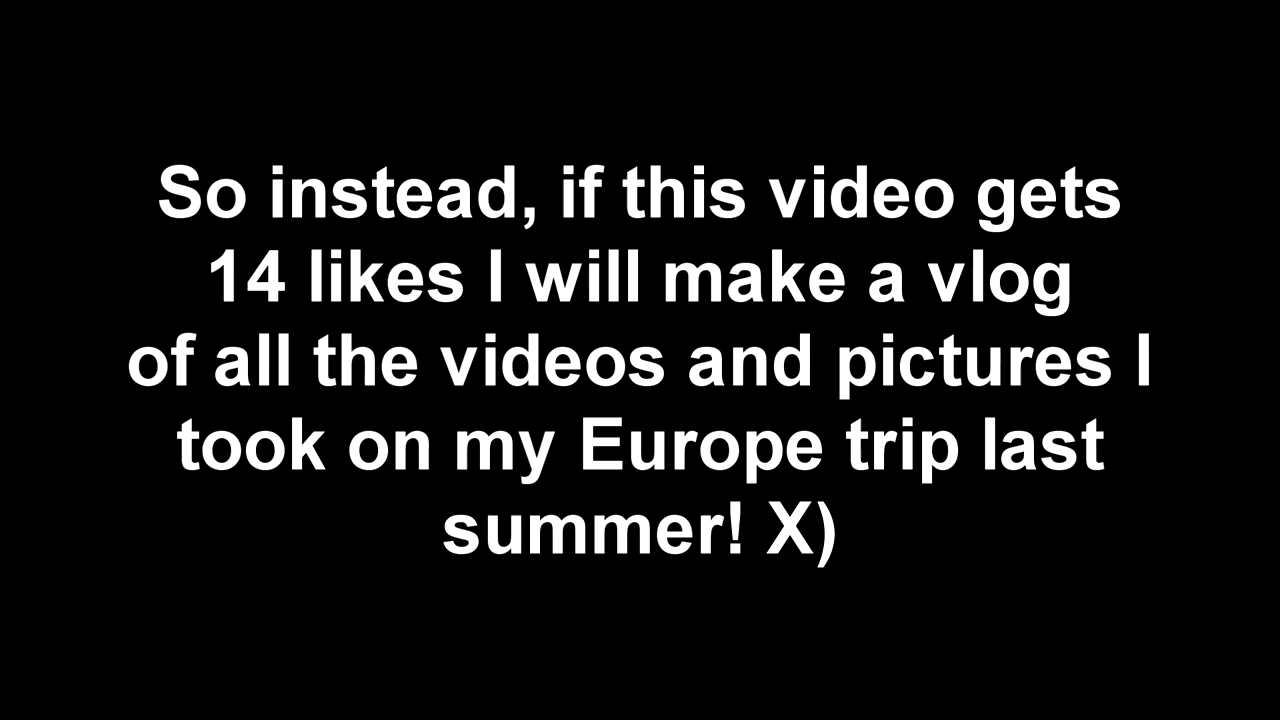 So instead, if this video gets
14 likes I will make a vlog
of all the videos and pictures I
took on my Europe trip last
summer! X)